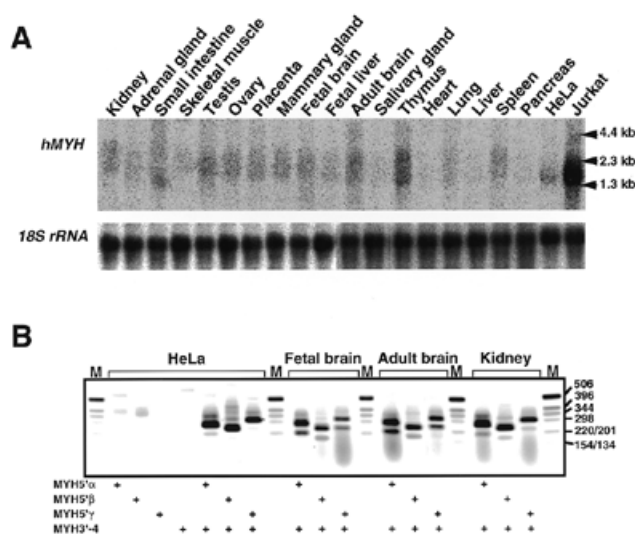 A
Kidney
Adrenal gland
Small intestine
Skeletal muscle
Testis
Ovary
Placenta
Mammary gland
Fetal brain
Fetal liver
Adult brain
Salivary gland
Thymus
Heart
Lung
Liver
Spleen
Pancreas
HeLa
Jurkat
hMYH
4.4 kb
2.3 kb
1.3 kb
18S rRNA
B
HeLa Fetal brain Adult brain Kidney
M M M M M
506
396
344
298
220/201
154/134
MYH5'α + + + + +
MYH5'β + + + + +
MYH5'γ + + + + +
MYH3'-4 + + + + + + + + + + + + +